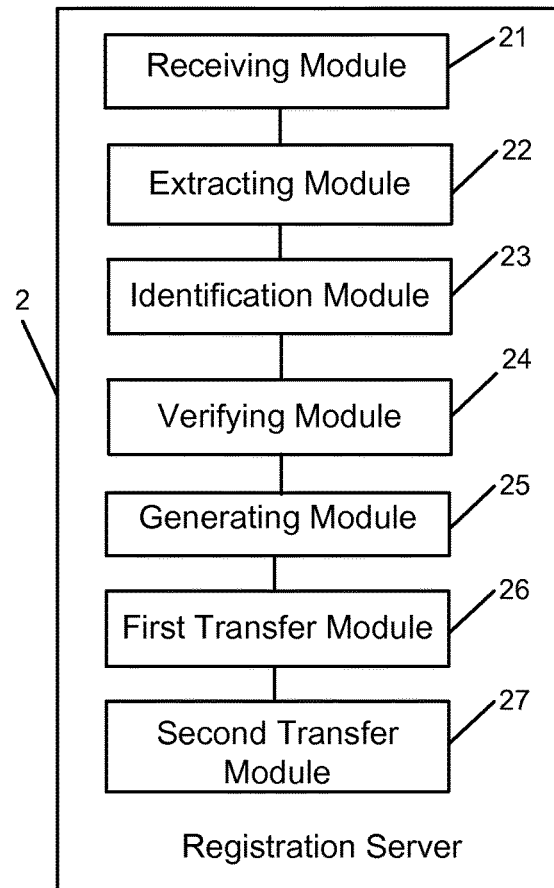 Receiving Module
21
Extracting Module
22
Identification Module
23
2
Verifying Module
24
Generating Module
25
First Transfer Module
26
Second Transfer
Module
27
Registration Server